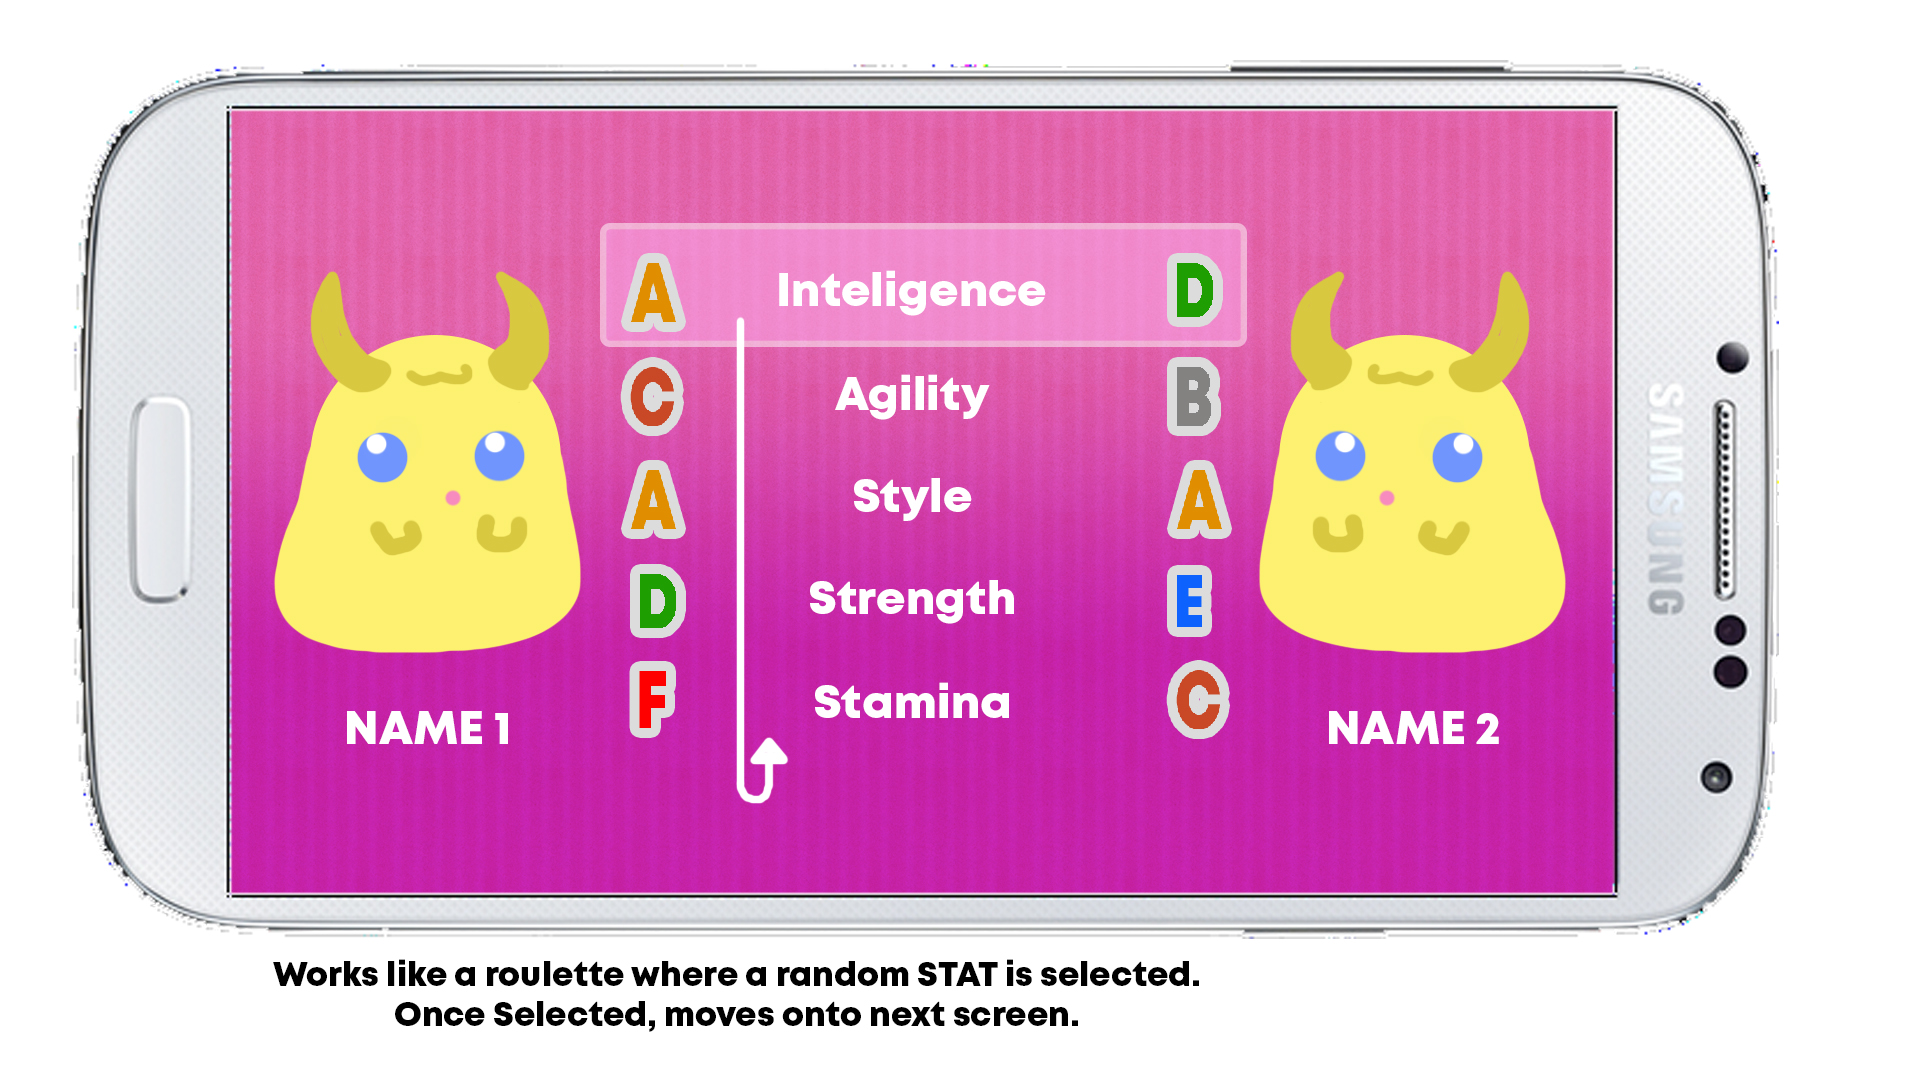 A Inteligence D
C Agility B
A Style A
D Strength E
F Stamina C
NAME 1
NAME 2
SAMSUNG
Works like a roulette where a random STAT is selected.
Once Selected, moves onto next screen.